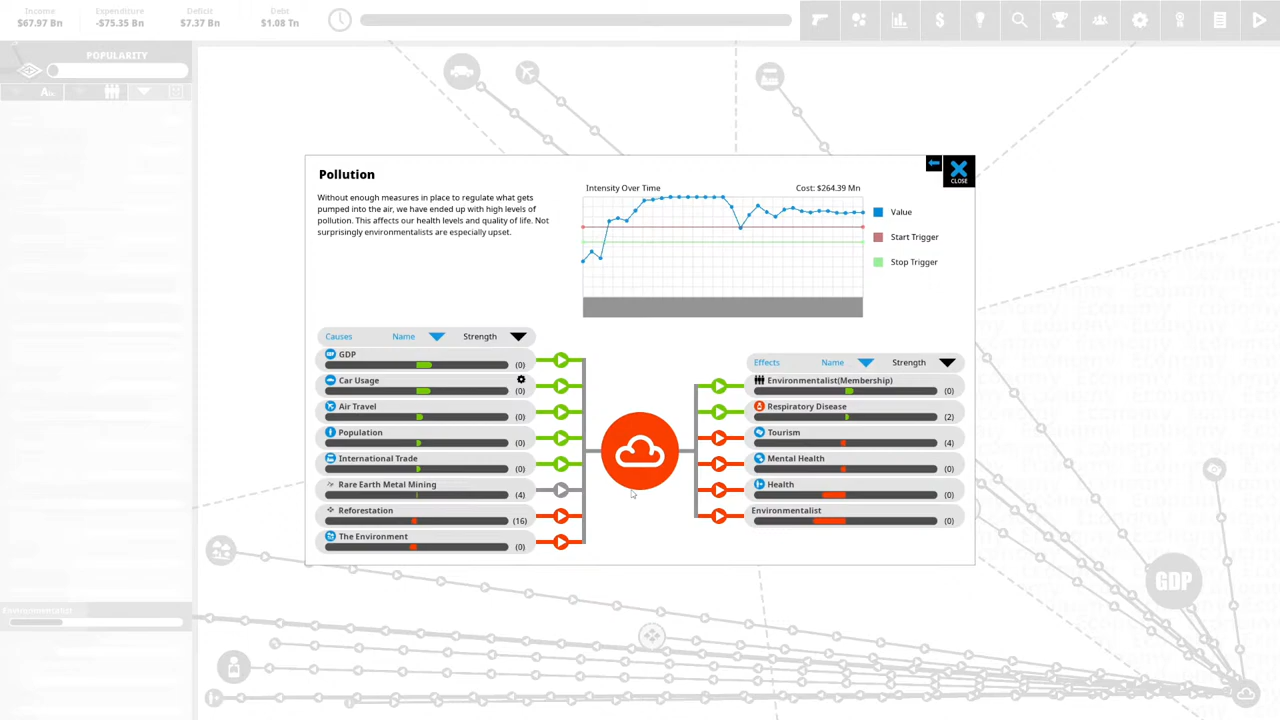 Income
Expenditure
Deficit
Debt
$67.97 Bn
-$75.35 Bn
$7.37 Bn
$1.08 Tn
POPULARITY
Pollution
CLOSE
Without enough measures in place to regulate what gets
pumped into the air, we have ended up with high levels of
pollution. This affects our health levels and quality of life. Not
surprisingly environmentalists are especially upset.
Intensity Over Time
Cost: $264.39 Mn
Value
Start Trigger
Stop Trigger
Causes Name Strength
GDP
(0)
Car Usage
(0)
Air Travel
(0)
Population
(0)
International Trade
(0)
Rare Earth Metal Mining
(4)
Reforestation
(16)
The Environment
(0)
Effects Name Strength
Environmentalist(Membership)
(0)
Respiratory Disease
(2)
Tourism
(4)
Mental Health
(0)
Health
(0)
Environmentalist
(0)
GDP
Environmentalist